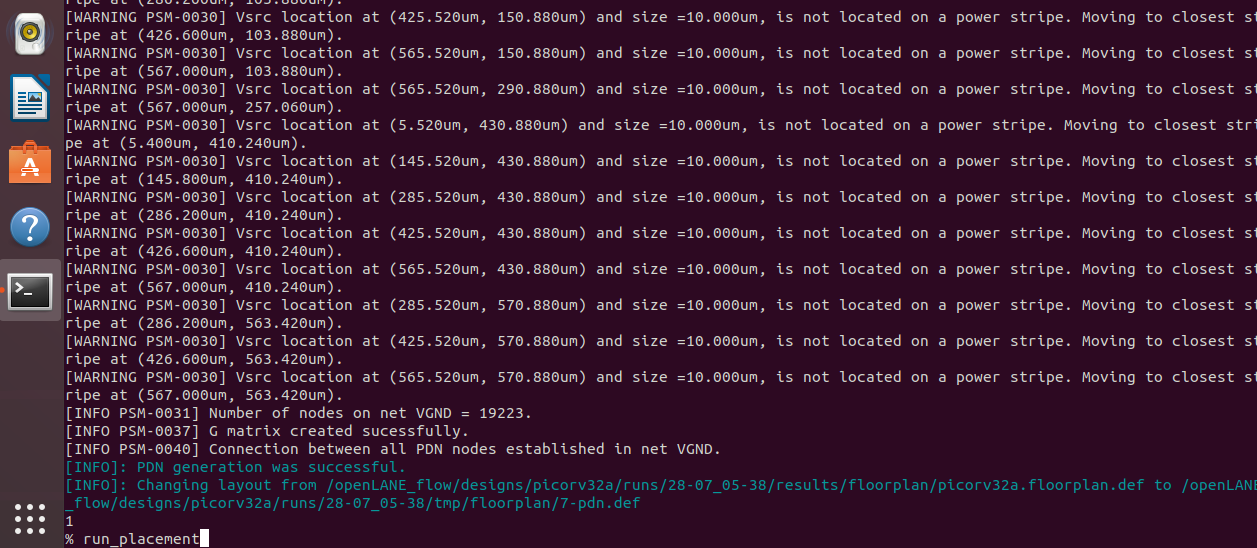 ripe at (286.200um, 103.880um).
[WARNING PSM-0030] Vsrc location at (425.520um, 150.880um) and size =10.000um, is not located on a power stripe. Moving to closest st
ripe at (426.600um, 103.880um).
[WARNING PSM-0030] Vsrc location at (565.520um, 150.880um) and size =10.000um, is not located on a power stripe. Moving to closest st
ripe at (567.000um, 103.880um).
[WARNING PSM-0030] Vsrc location at (565.520um, 290.880um) and size =10.000um, is not located on a power stripe. Moving to closest st
ripe at (567.000um, 257.060um).
[WARNING PSM-0030] Vsrc location at (5.520um, 430.880um) and size =10.000um, is not located on a power stripe. Moving to closest stri
pe at (5.400um, 410.240um).
[WARNING PSM-0030] Vsrc location at (145.520um, 430.880um) and size =10.000um, is not located on a power stripe. Moving to closest st
ripe at (145.800um, 410.240um).
[WARNING PSM-0030] Vsrc location at (285.520um, 430.880um) and size =10.000um, is not located on a power stripe. Moving to closest st
ripe at (286.200um, 410.240um).
[WARNING PSM-0030] Vsrc location at (425.520um, 430.880um) and size =10.000um, is not located on a power stripe. Moving to closest st
ripe at (426.600um, 410.240um).
[WARNING PSM-0030] Vsrc location at (565.520um, 430.880um) and size =10.000um, is not located on a power stripe. Moving to closest st
ripe at (567.000um, 410.240um).
[WARNING PSM-0030] Vsrc location at (285.520um, 570.880um) and size =10.000um, is not located on a power stripe. Moving to closest st
ripe at (286.200um, 563.420um).
[WARNING PSM-0030] Vsrc location at (425.520um, 570.880um) and size =10.000um, is not located on a power stripe. Moving to closest st
ripe at (426.600um, 563.420um).
[WARNING PSM-0030] Vsrc location at (565.520um, 570.880um) and size =10.000um, is not located on a power stripe. Moving to closest st
ripe at (567.000um, 563.420um).
[INFO PSM-0031] Number of nodes on net VGND = 19223.
[INFO PSM-0037] G matrix created sucessfully.
[INFO PSM-0040] Connection between all PDN nodes established in net VGND.
[INFO]: PDN generation was successful.
[INFO]: Changing layout from /openLANE_flow/designs/picorv32a/runs/28-07_05-38/results/floorplan/picorv32a.floorplan.def to /openLANE
_flow/designs/picorv32a/runs/28-07_05-38/tmp/floorplan/7-pdn.def
1
% run_placement